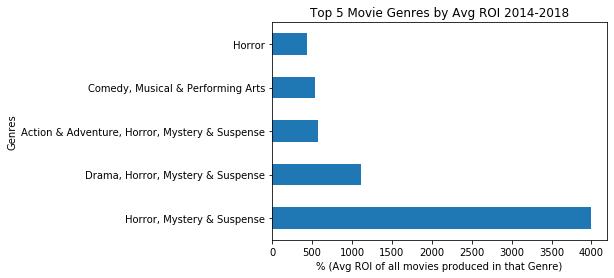 Top 5 Movie Genres by Avg ROI 2014-2018
Genres
Horror
Comedy, Musical & Performing Arts
Action & Adventure, Horror, Mystery & Suspense
Drama, Horror, Mystery & Suspense
Horror, Mystery & Suspense
0 500 1000 1500 2000 2500 3000 3500 4000
% (Avg ROI of all movies produced in that Genre)